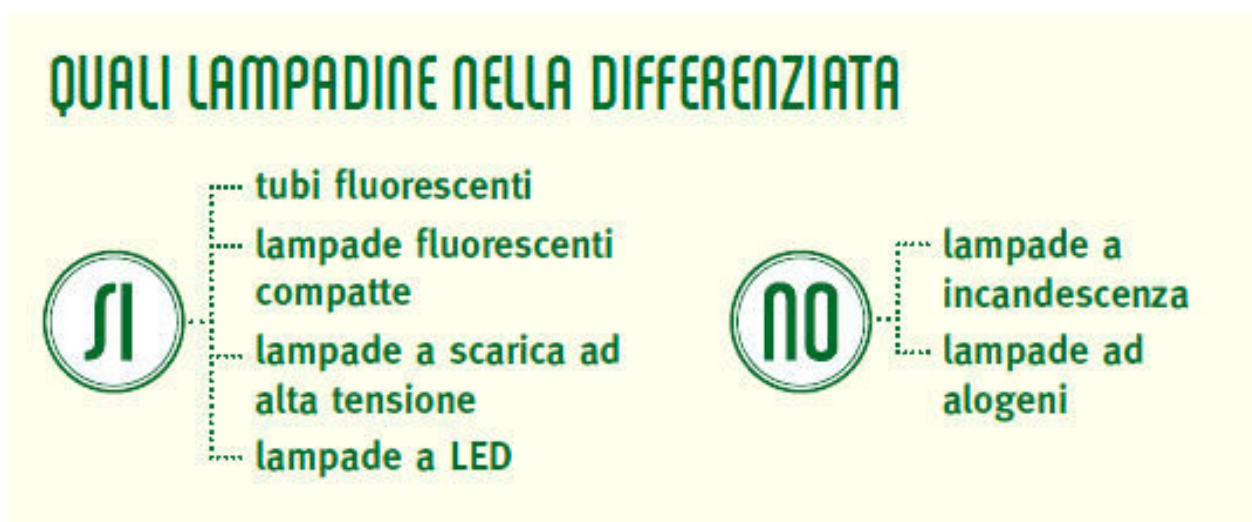 QUALI LAMPADINE NELLA DIFFERENZIATA
SI
tubi fluorescenti
lampade fluorescenti
compatte
lampade a scarica ad
alta tensione
lampade a LED
NO
lampade a
incandescenza
lampade ad
alogeni